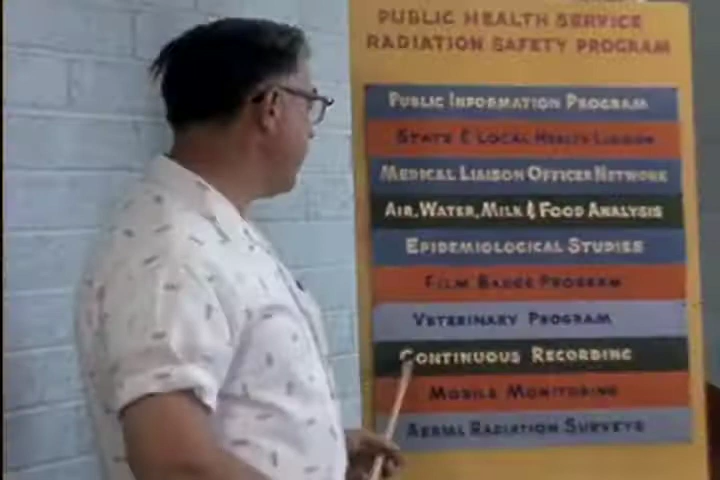 PUBLIC HEALTH SERVICE
RADIATION SAFETY PROGRAM
PUBLIC INFORMATION PROGRAM
STATE & LOCAL HEALTH LIAISON
MEDICAL LIAISON OFFICER NETWORK
AIR, WATER, MILK & FOOD ANALYSIS
EPIDEMIOLOGICAL STUDIES
FILM BADGE PROGRAM
VETERINARY PROGRAM
CONTINUOUS RECORDING
MOBILE MONITORING
AERIAL RADIATION SURVEYS